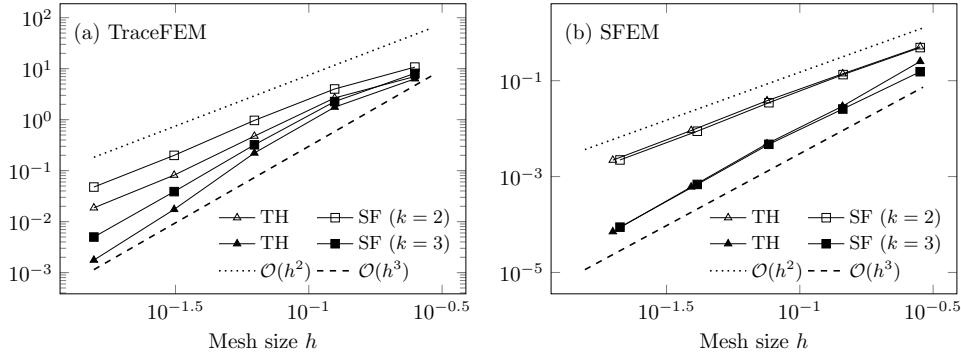 (a) TraceFEM
10^2
10^1
10^0
10^{-1}
10^{-2}
10^{-3}
TH SF (k = 2)
TH SF (k = 3)
𝒪(h^2) 𝒪(h^3)
10^{-1.5} 10^{-1} 10^{-0.5}
Mesh size h
(b) SFEM
10^{-1}
10^{-3}
10^{-5}
TH SF (k = 2)
TH SF (k = 3)
𝒪(h^2) 𝒪(h^3)
10^{-1.5} 10^{-1} 10^{-0.5}
Mesh size h